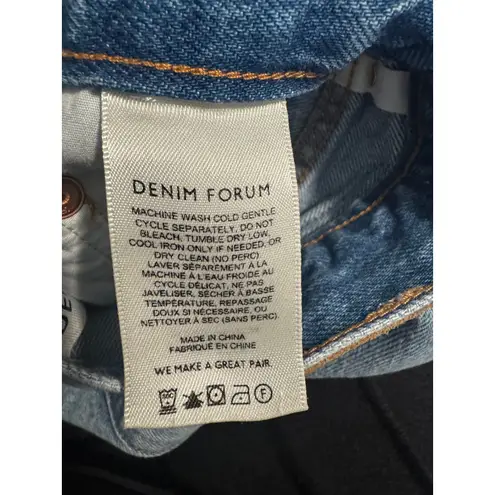 DENIM FORUM
MACHINE WASH COLD GENTLE
CYCLE SEPARATELY. DO NOT
BLEACH, TUMBLE DRY LOW,
COOL IRON ONLY IF NEEDED, OR
DRY CLEAN (NO PERC)
LAVER SÉPARÉMENT À LA
MACHINE À L'EAU FROIDE AU
CYCLE DÉLICAT, NE PAS
JAVELISER, SÉCHER À BASSE
TEMPÉRATURE, REPASSAGE
DOUX SI NÉCESSAIRE, OU
NETTOYER À SEC (SANS PERC).
MADE IN CHINA
FABRIQUÉ EN CHINE
WE MAKE A GREAT PAIR.
F